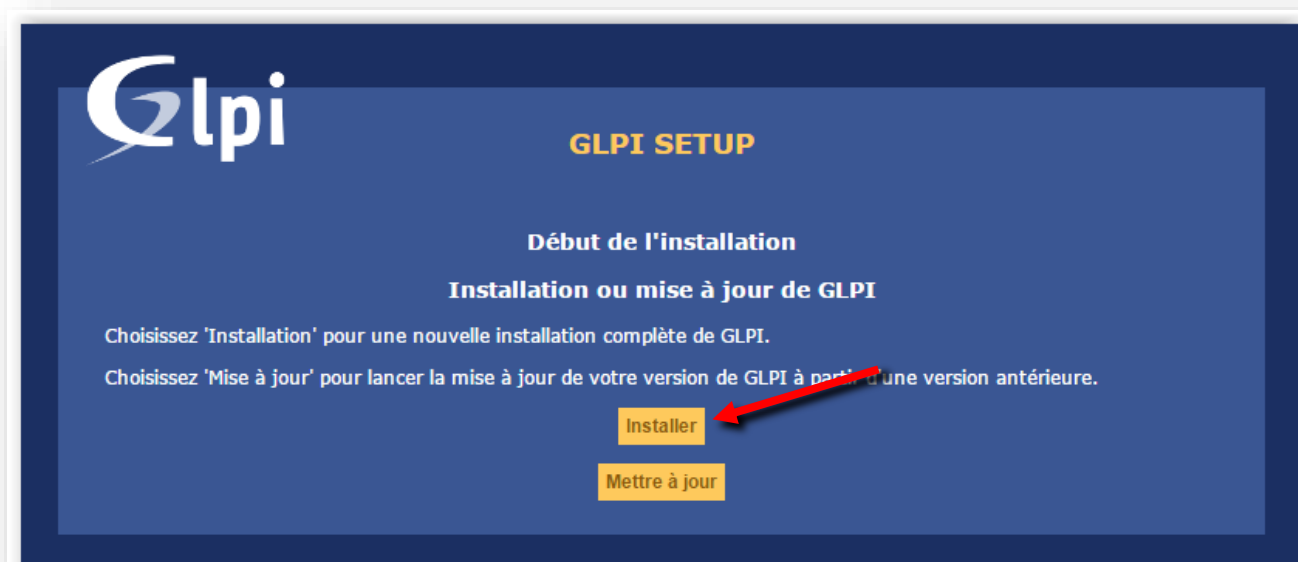 Glpi
GLPI SETUP
Début de l'installation
Installation ou mise à jour de GLPI
Choisissez 'Installation' pour une nouvelle installation complète de GLPI.
Choisissez 'Mise à jour' pour lancer la mise à jour de votre version de GLPI à partir d'une version antérieure.
Installer
Mettre à jour